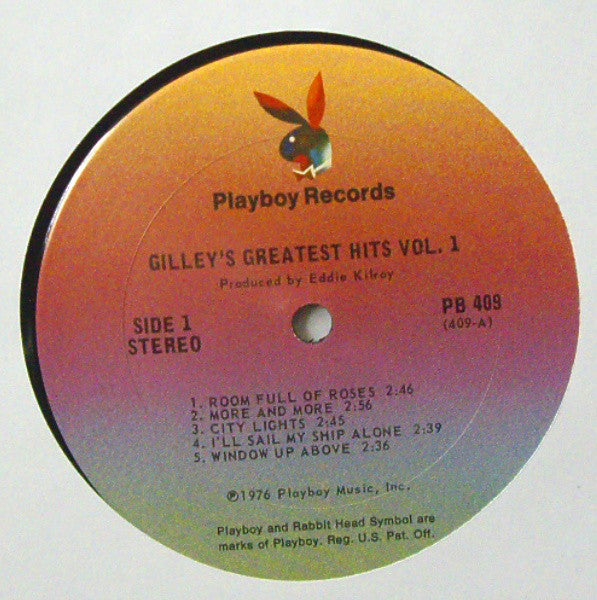 Playboy Records
GILLEY'S GREATEST HITS VOL. 1
Produced by Eddie Kilroy
SIDE 1
STEREO
PB 409
(409-A)
1. ROOM FULL OF ROSES 2:46
2. MORE AND MORE 2:56
3. CITY LIGHTS 2:45
4. I'LL SAIL MY SHIP ALONE 2:39
5. WINDOW UP ABOVE 2:36
℗1976 Playboy Music, Inc.
Playboy and Rabbit Head Symbol are
marks of Playboy. Reg. U.S. Pat. Off.